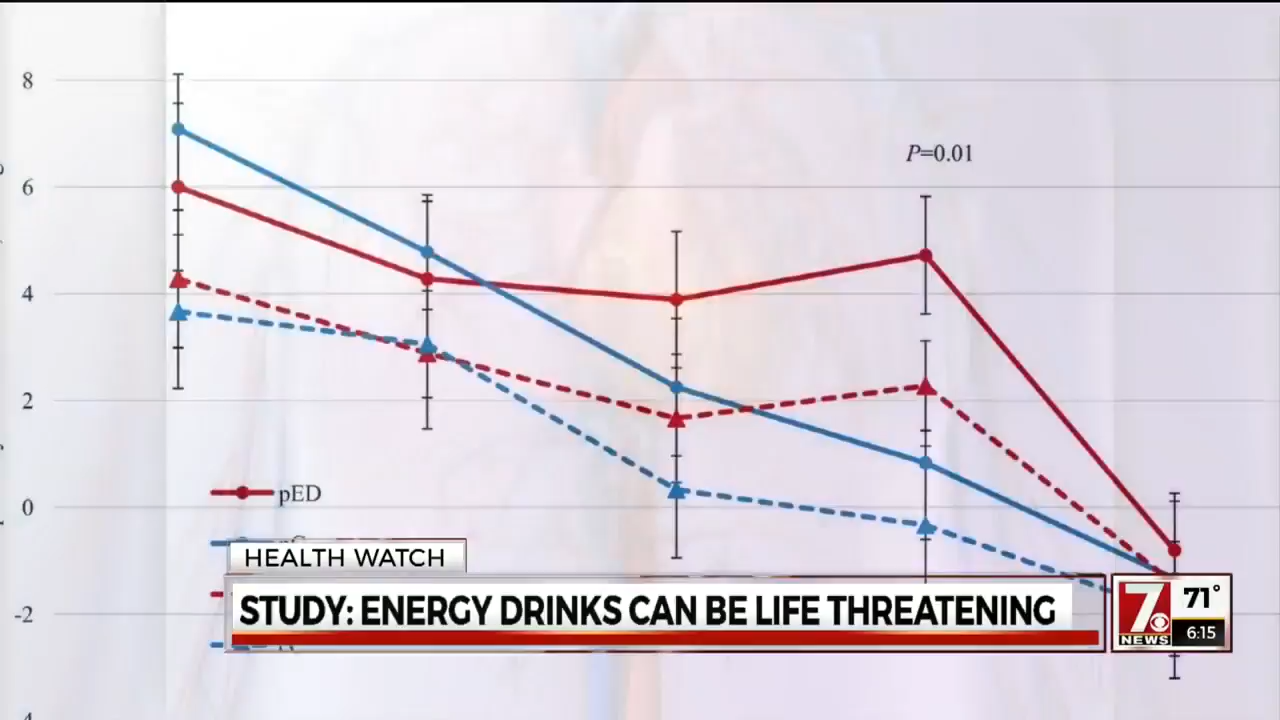 8
P=0.01
6
4
2
pED
0
HEALTH WATCH
STUDY: ENERGY DRINKS CAN BE LIFE THREATENING
-2
7
NEWS
71°
6:15